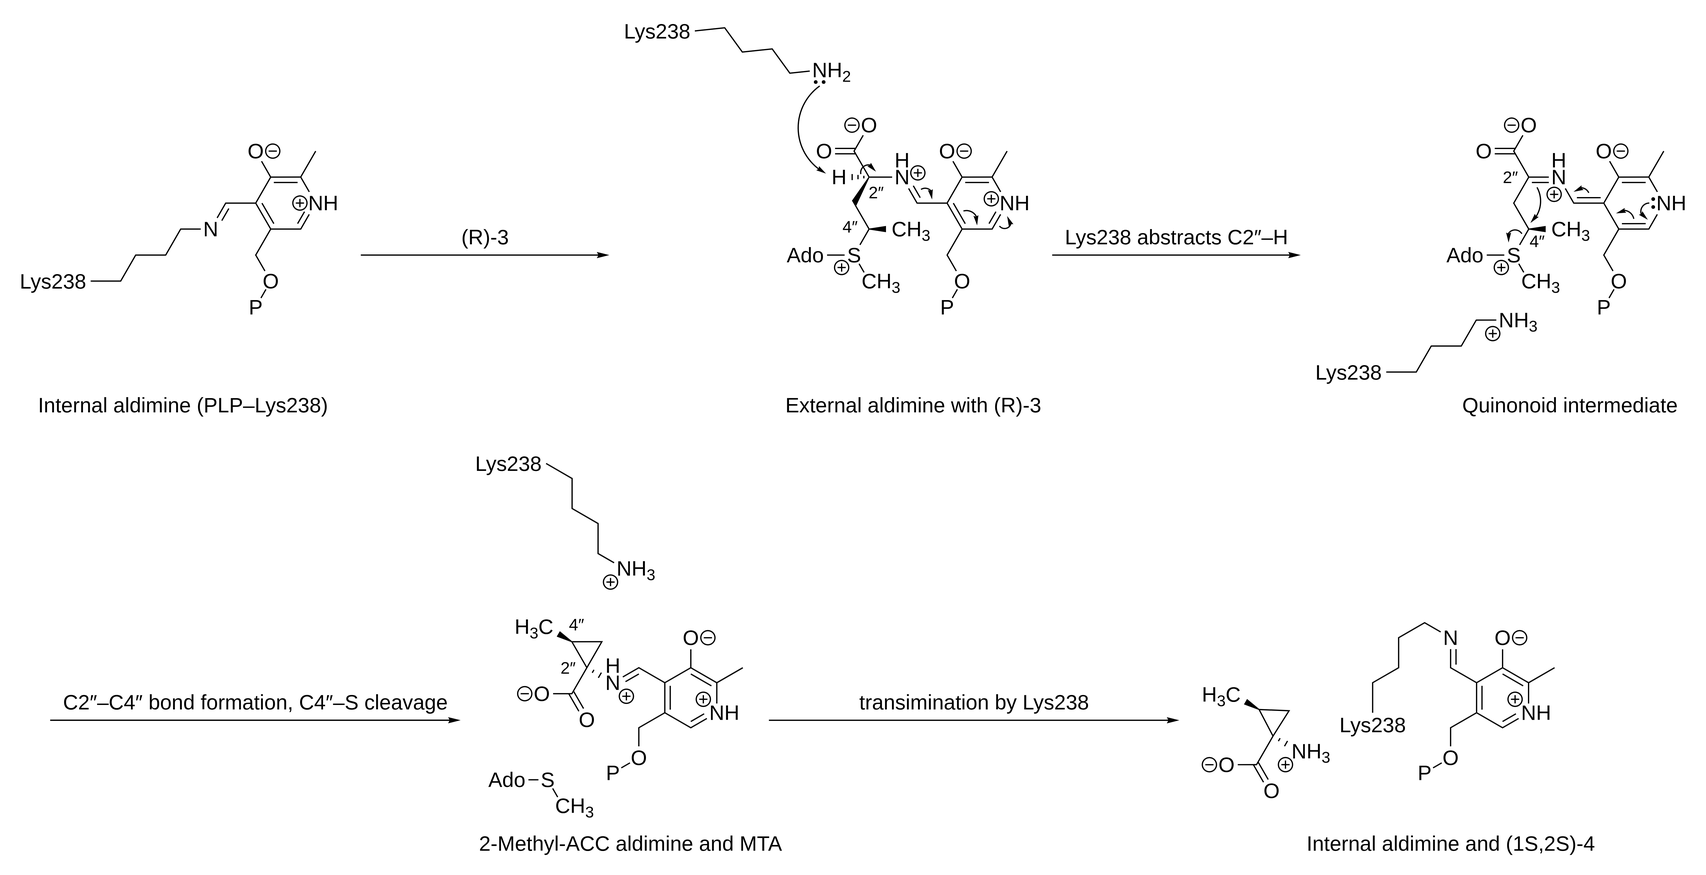 Lys238
NH2
⊖O
O
H
H
N⊕
2″
O⊖
⊕NH
4″
CH3
Ado
S
⊕
CH3
O
P
O⊖
⊕NH
N
Lys238
O
P
(R)-3
Lys238 abstracts C2″–H
⊖O
O
2″
H
N
⊕
O⊖
NH
4″
CH3
Ado
S
⊕
CH3
O
P
NH3
⊕
Lys238
Internal aldimine (PLP–Lys238)
External aldimine with (R)-3
Quinonoid intermediate
Lys238
NH3
⊕
C2″–C4″ bond formation, C4″–S cleavage
H3C
4″
2″
H
N
⊕
O⊖
⊕
NH
⊖O
O
O
P
Ado
S
CH3
transimination by Lys238
H3C
⊖O
O
NH3
⊕
N
O⊖
Lys238
⊕
NH
O
P
2-Methyl-ACC aldimine and MTA
Internal aldimine and (1S,2S)-4